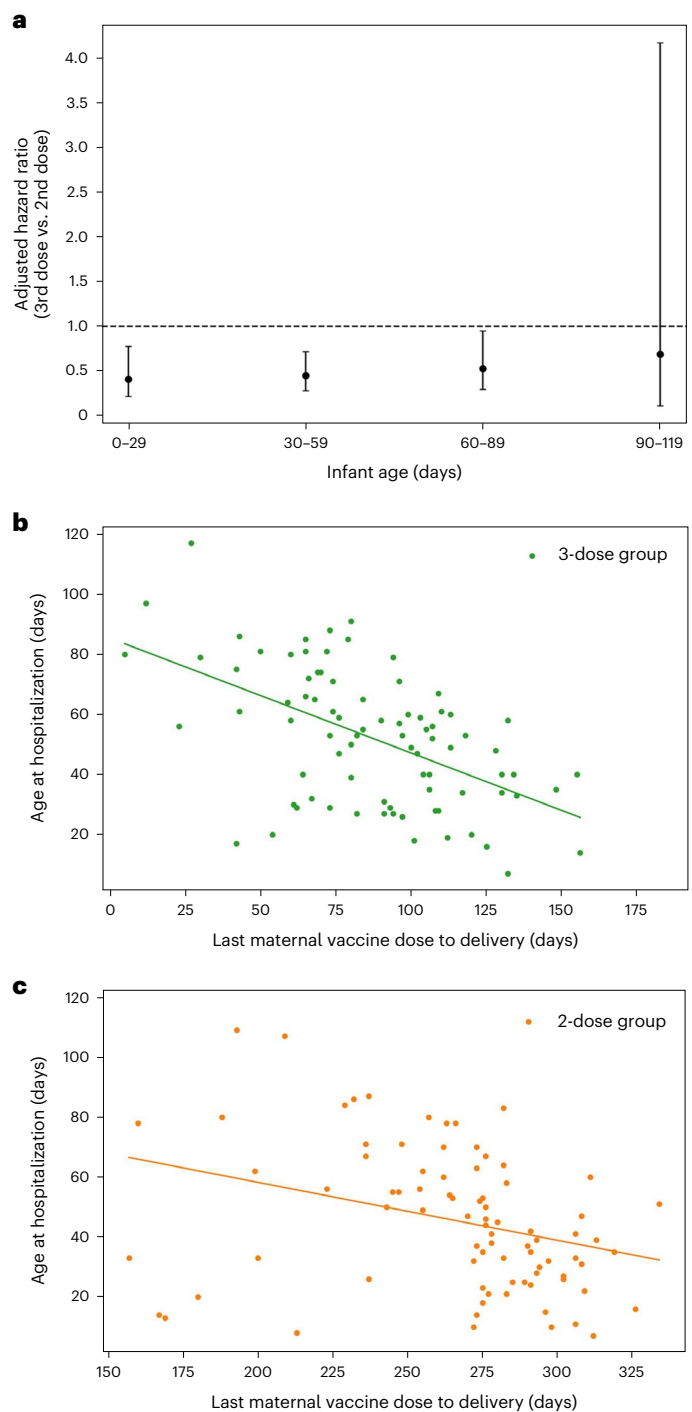 a
Adjusted hazard ratio
(3rd dose vs. 2nd dose)
4.0
3.5
3.0
2.5
2.0
1.5
1.0
0.5
0
0–29 30–59 60–89 90–119
Infant age (days)
b
Age at hospitalization (days)
120
100
80
60
40
20
3-dose group
0 25 50 75 100 125 150 175
Last maternal vaccine dose to delivery (days)
c
Age at hospitalization (days)
120
100
80
60
40
20
2-dose group
150 175 200 225 250 275 300 325
Last maternal vaccine dose to delivery (days)